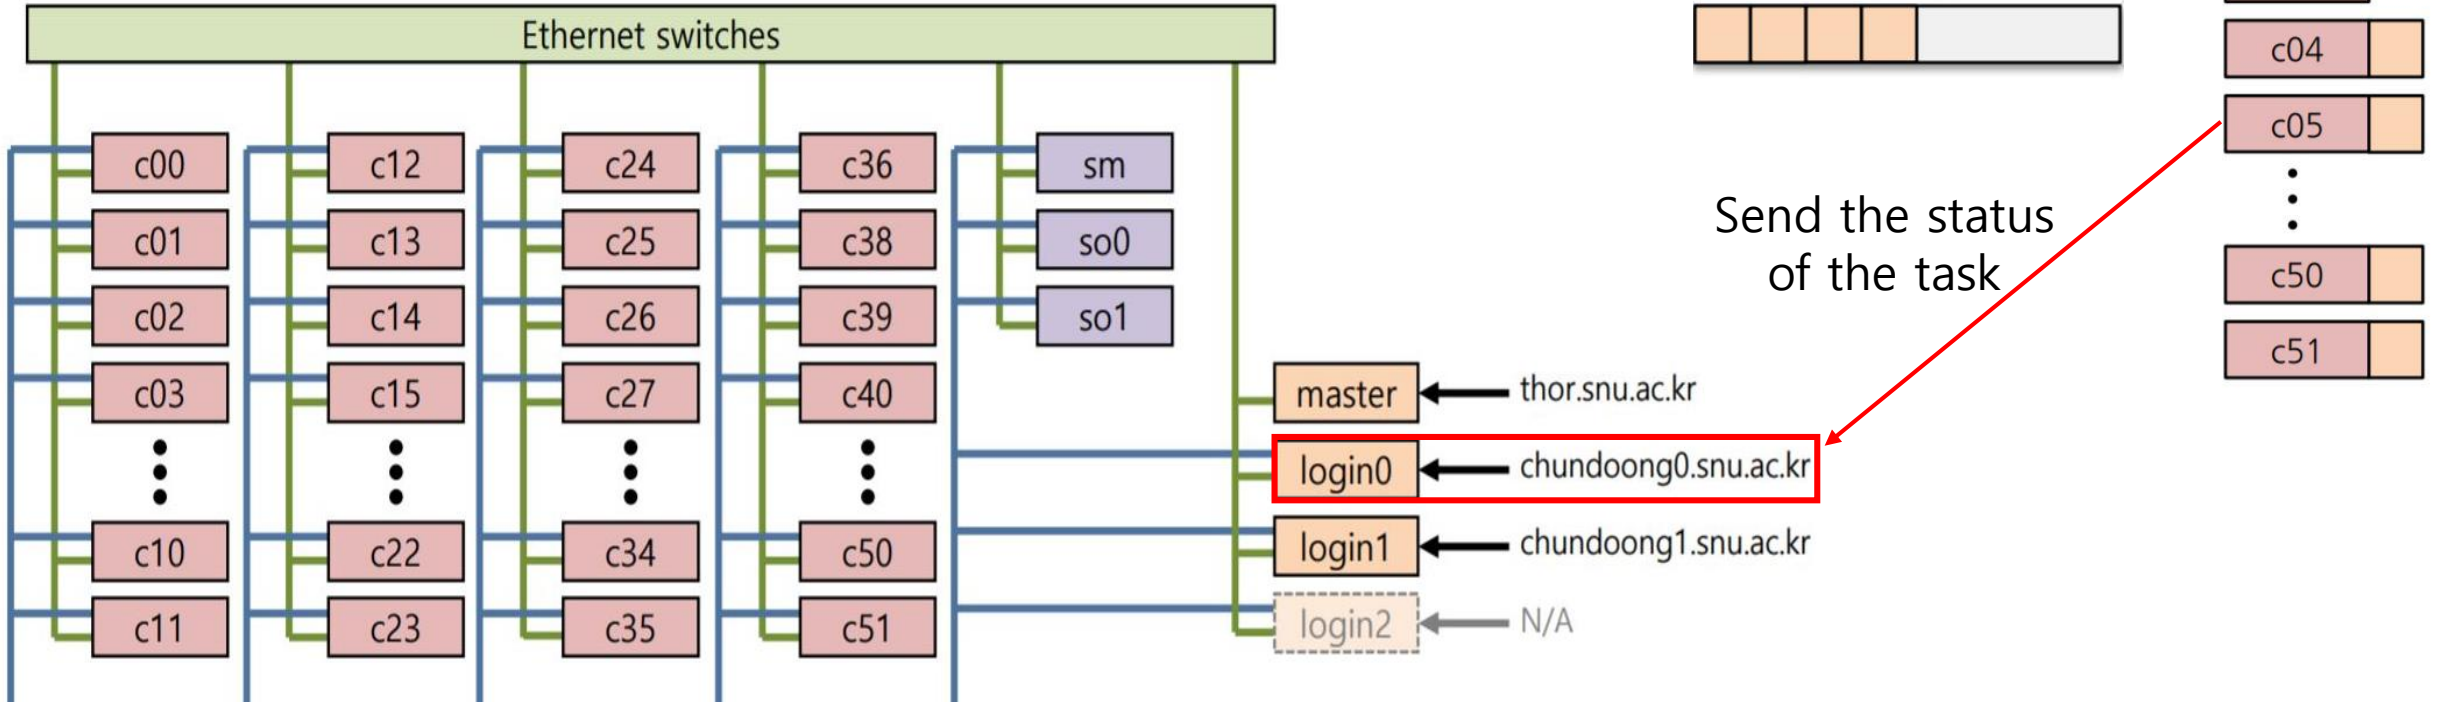 Ethernet switches
c00
c01
c02
c03
c10
c11
c12
c13
c14
c15
c22
c23
c24
c25
c26
c27
c34
c35
c36
c38
c39
c40
c50
c51
sm
so0
so1
master
thor.snu.ac.kr
login0
chundoong0.snu.ac.kr
login1
chundoong1.snu.ac.kr
login2
N/A
Send the status
of the task
c04
c05
c50
c51